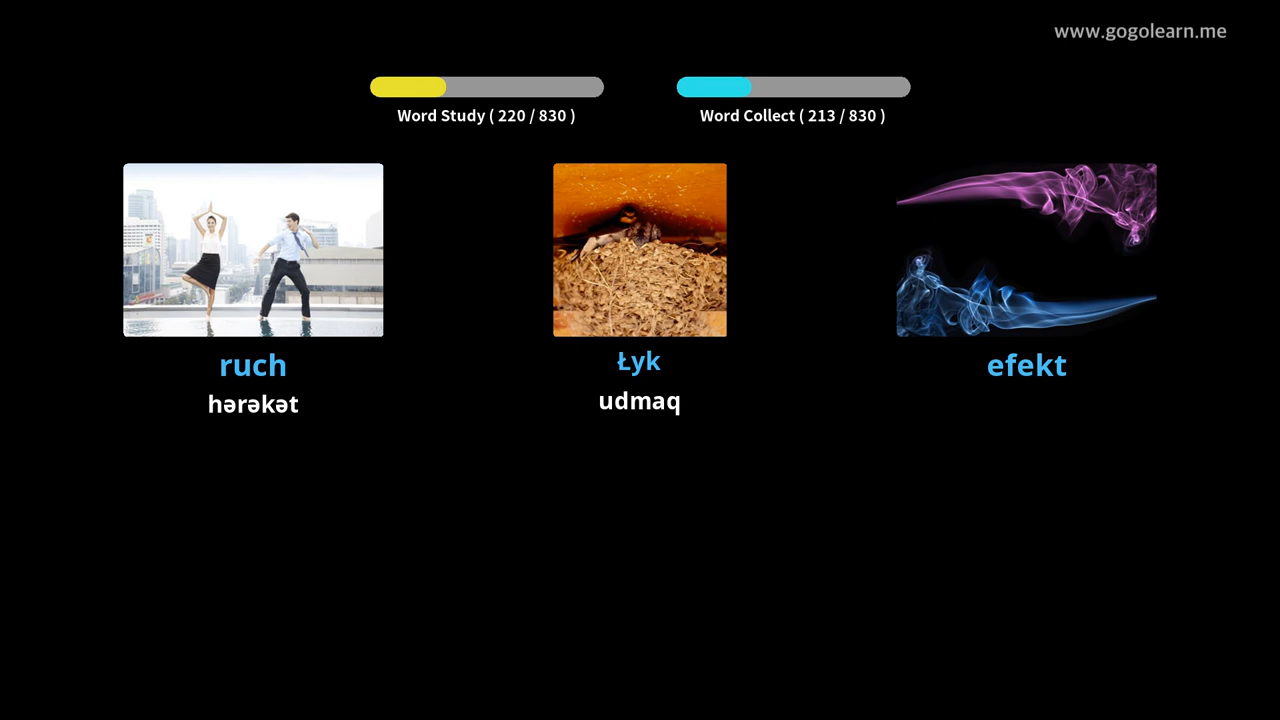 www.gogolearn.me
Word Study ( 220 / 830 )
Word Collect ( 213 / 830 )
ruch
hərəkət
Łyk
udmaq
efekt